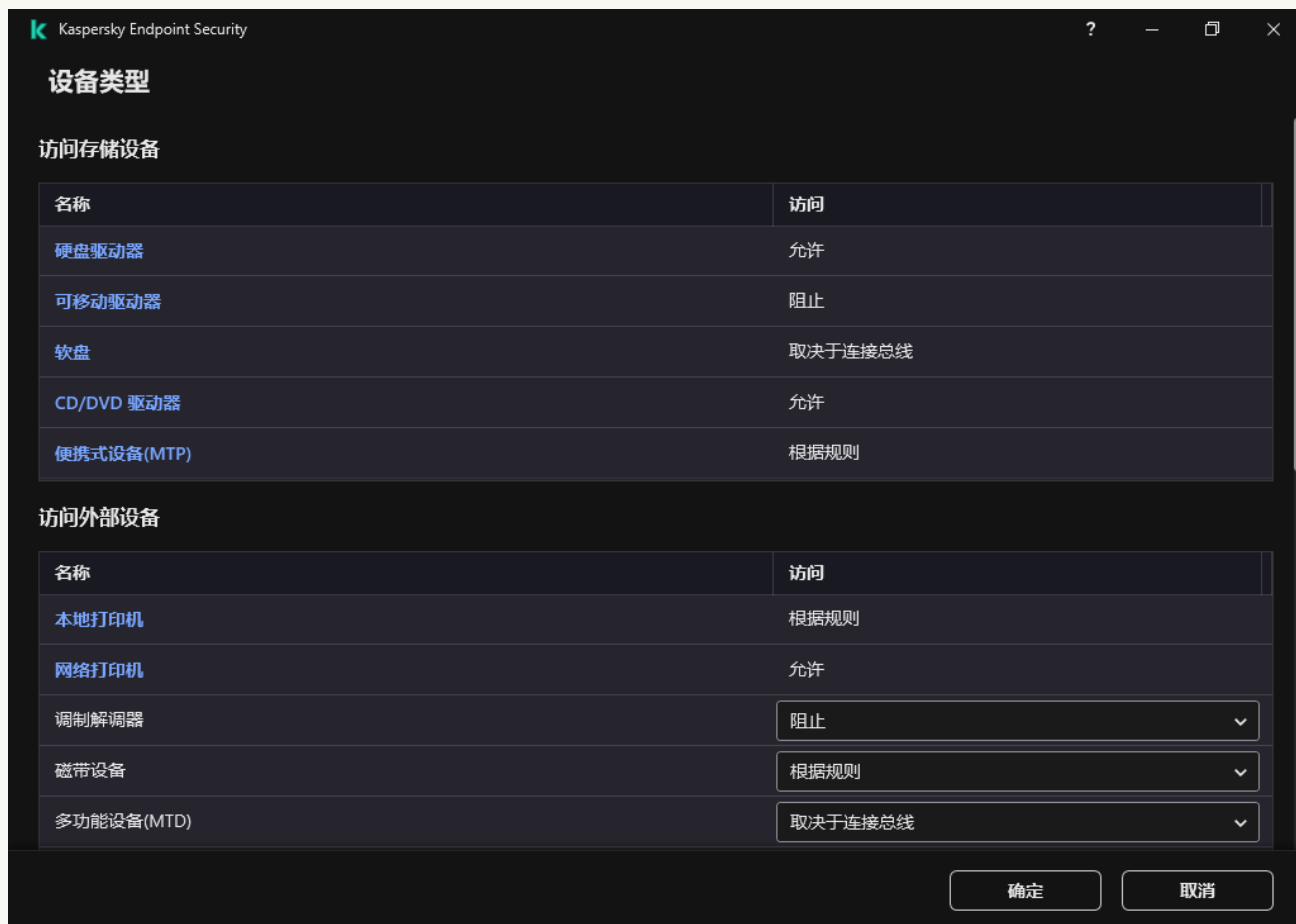 Kaspersky Endpoint Security
设备类型
访问存储设备
名称 访问
硬盘驱动器 允许
可移动驱动器 阻止
软盘 取决于连接总线
CD/DVD 驱动器 允许
便携式设备(MTP) 根据规则
访问外部设备
名称 访问
本地打印机 根据规则
网络打印机 允许
调制解调器 阻止
磁带设备 根据规则
多功能设备(MTD) 取决于连接总线
确定 取消